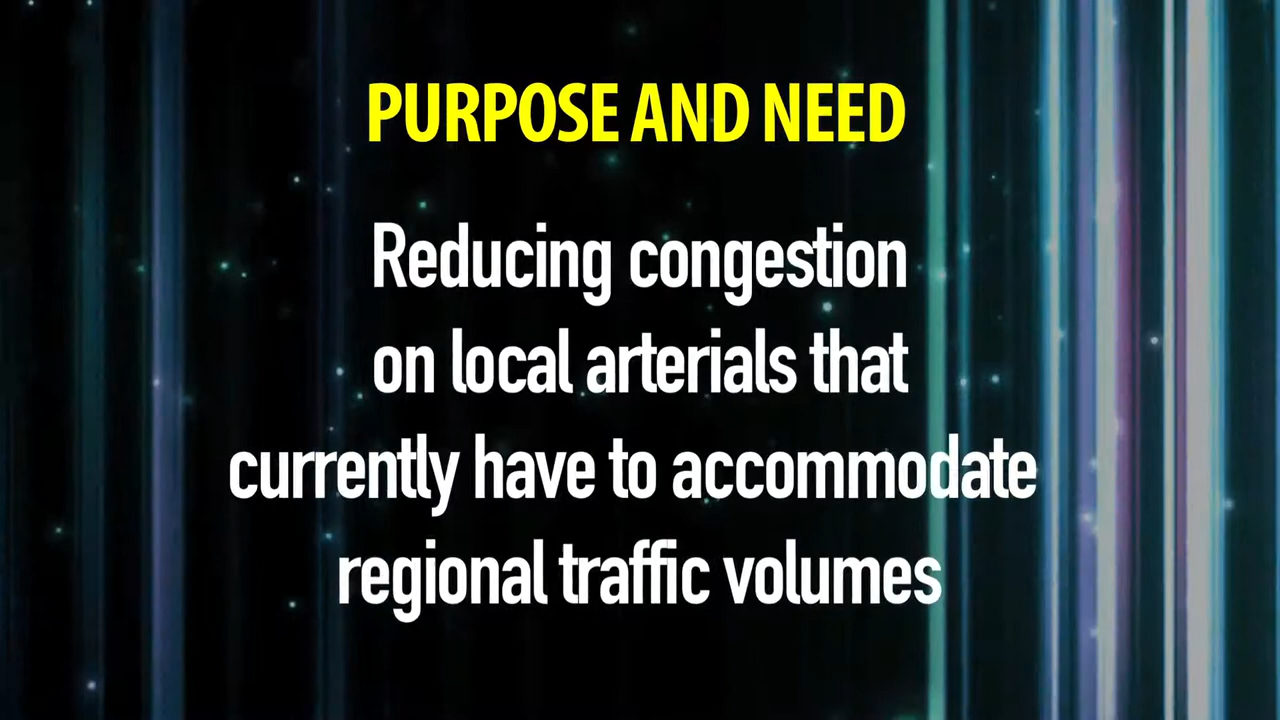 PURPOSE AND NEED
Reducing congestion
on local arterials that
currently have to accommodate
regional traffic volumes